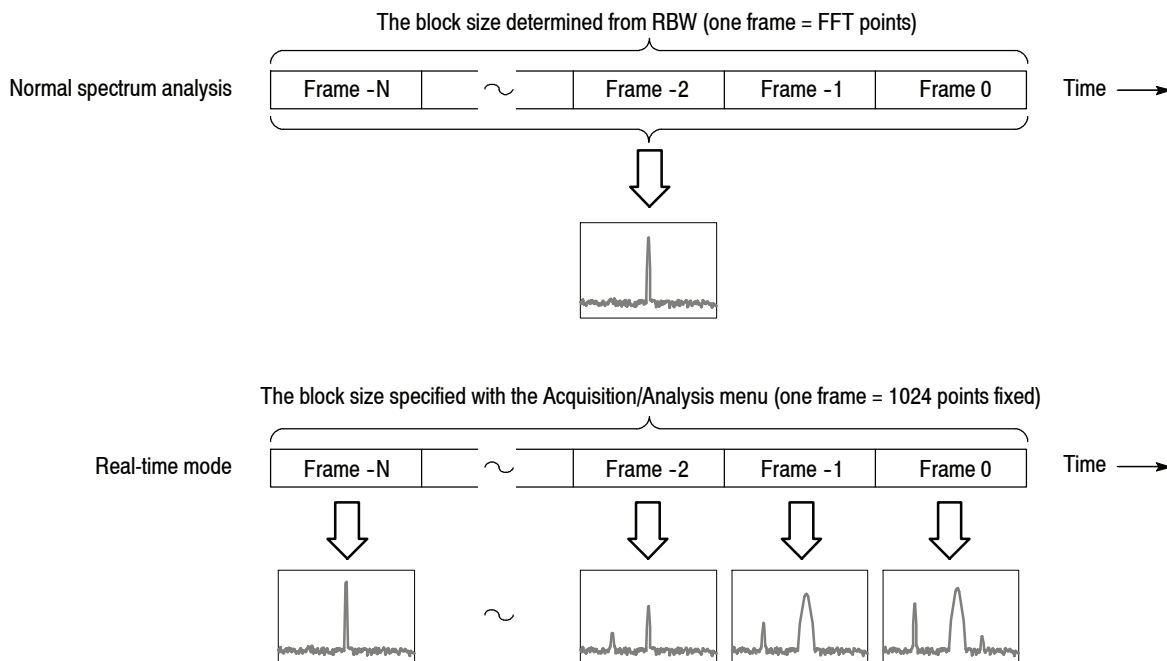 The block size determined from RBW (one frame = FFT points)
Normal spectrum analysis
Frame -N
Frame -2
Frame -1
Frame 0
Time
The block size specified with the Acquisition/Analysis menu (one frame = 1024 points fixed)
Real-time mode
Frame -N
Frame -2
Frame -1
Frame 0
Time